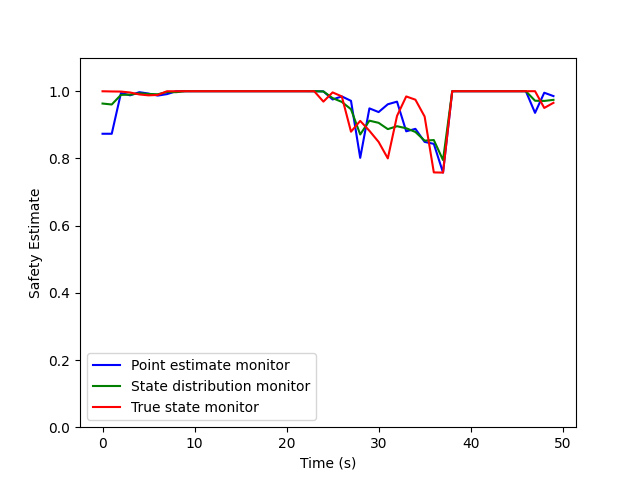 1.0
0.8
0.6
0.4
0.2
0.0
Safety Estimate
Point estimate monitor
State distribution monitor
True state monitor
0 10 20 30 40 50
Time (s)